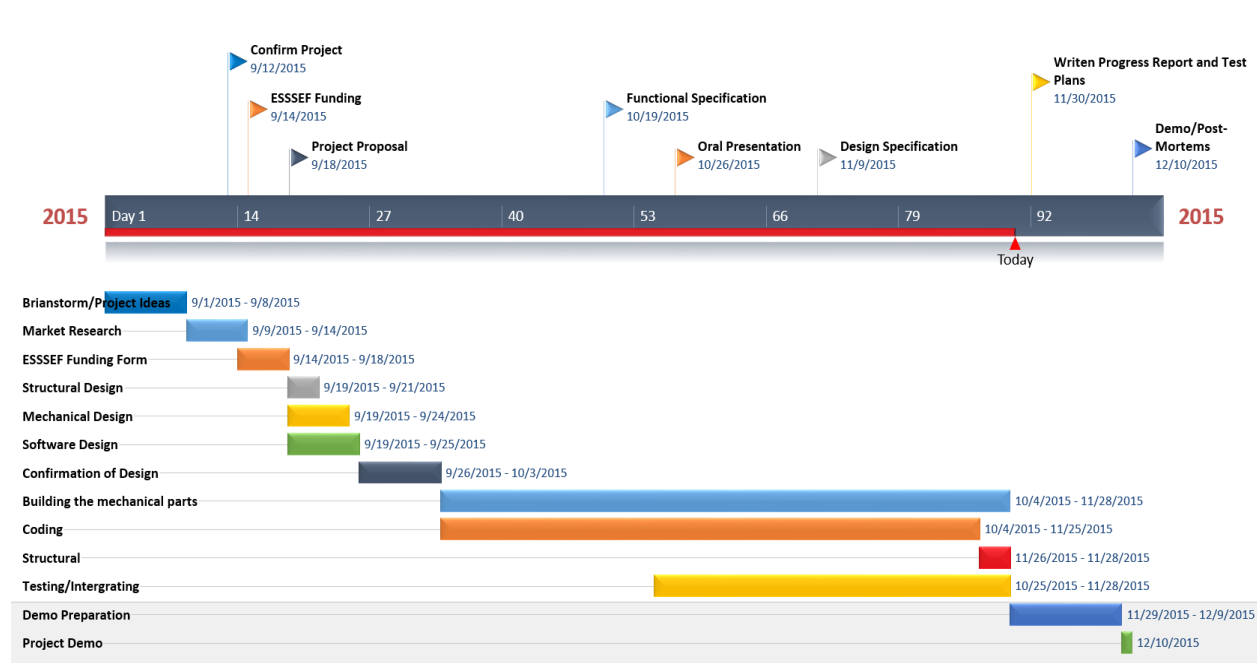 Confirm Project
9/12/2015
ESSSEF Funding
9/14/2015
Project Proposal
9/18/2015
Functional Specification
10/19/2015
Oral Presentation
10/26/2015
Design Specification
11/9/2015
Writen Progress Report and Test
Plans
11/30/2015
Demo/Post-
Mortems
12/10/2015
2015 Day 1 14 27 40 53 66 79 92 2015
Today
Brianstorm/Project Ideas 9/1/2015 - 9/8/2015
Market Research 9/9/2015 - 9/14/2015
ESSSEF Funding Form 9/14/2015 - 9/18/2015
Structural Design 9/19/2015 - 9/21/2015
Mechanical Design 9/19/2015 - 9/24/2015
Software Design 9/19/2015 - 9/25/2015
Confirmation of Design 9/26/2015 - 10/3/2015
Building the mechanical parts 10/4/2015 - 11/28/2015
Coding 10/4/2015 - 11/25/2015
Structural 11/26/2015 - 11/28/2015
Testing/Intergrating 10/25/2015 - 11/28/2015
Demo Preparation 11/29/2015 - 12/9/2015
Project Demo 12/10/2015